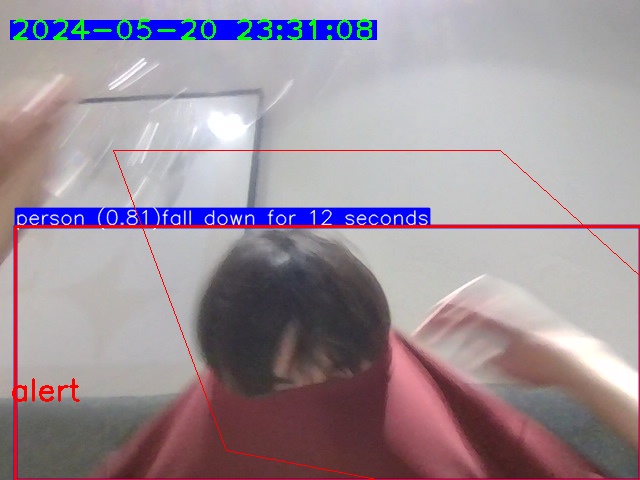 2024-05-20 23:31:08
person (0.81)fall down for 12 seconds
alert